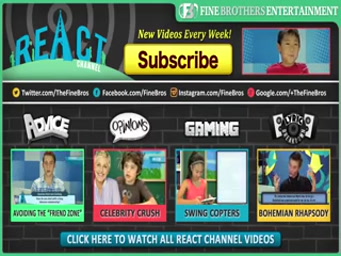 FB FINE BROTHERS ENTERTAINMENT
REACT
CHANNEL
New Videos Every Week!
Subscribe
Twitter.com/TheFineBros
Facebook.com/FineBros
Instagram.com/FineBros
Google.com/+TheFineBros
ADVICE
OPINIONS
GAMING
LYRIC
AVOIDING THE "FRIEND ZONE"
CELEBRITY CRUSH
SWING COPTERS
BOHEMIAN RHAPSODY
CLICK HERE TO WATCH ALL REACT CHANNEL VIDEOS